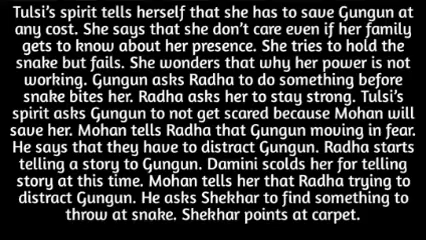 Tulsi's spirit tells herself that she has to save Gungun at
any cost. She says that she don't care even if her family
gets to know about her presence. She tries to hold the
snake but fails. She wonders that why her power is not
working. Gungun asks Radha to do something before
snake bites her. Radha asks her to stay strong. Tulsi's
spirit asks Gungun to not get scared because Mohan will
save her. Mohan tells Radha that Gungun moving in fear.
He says that they have to distract Gungun. Radha starts
telling a story to Gungun. Damini scolds her for telling
story at this time. Mohan tells her that Radha trying to
distract Gungun. He asks Shekhar to find something to
throw at snake. Shekhar points at carpet.